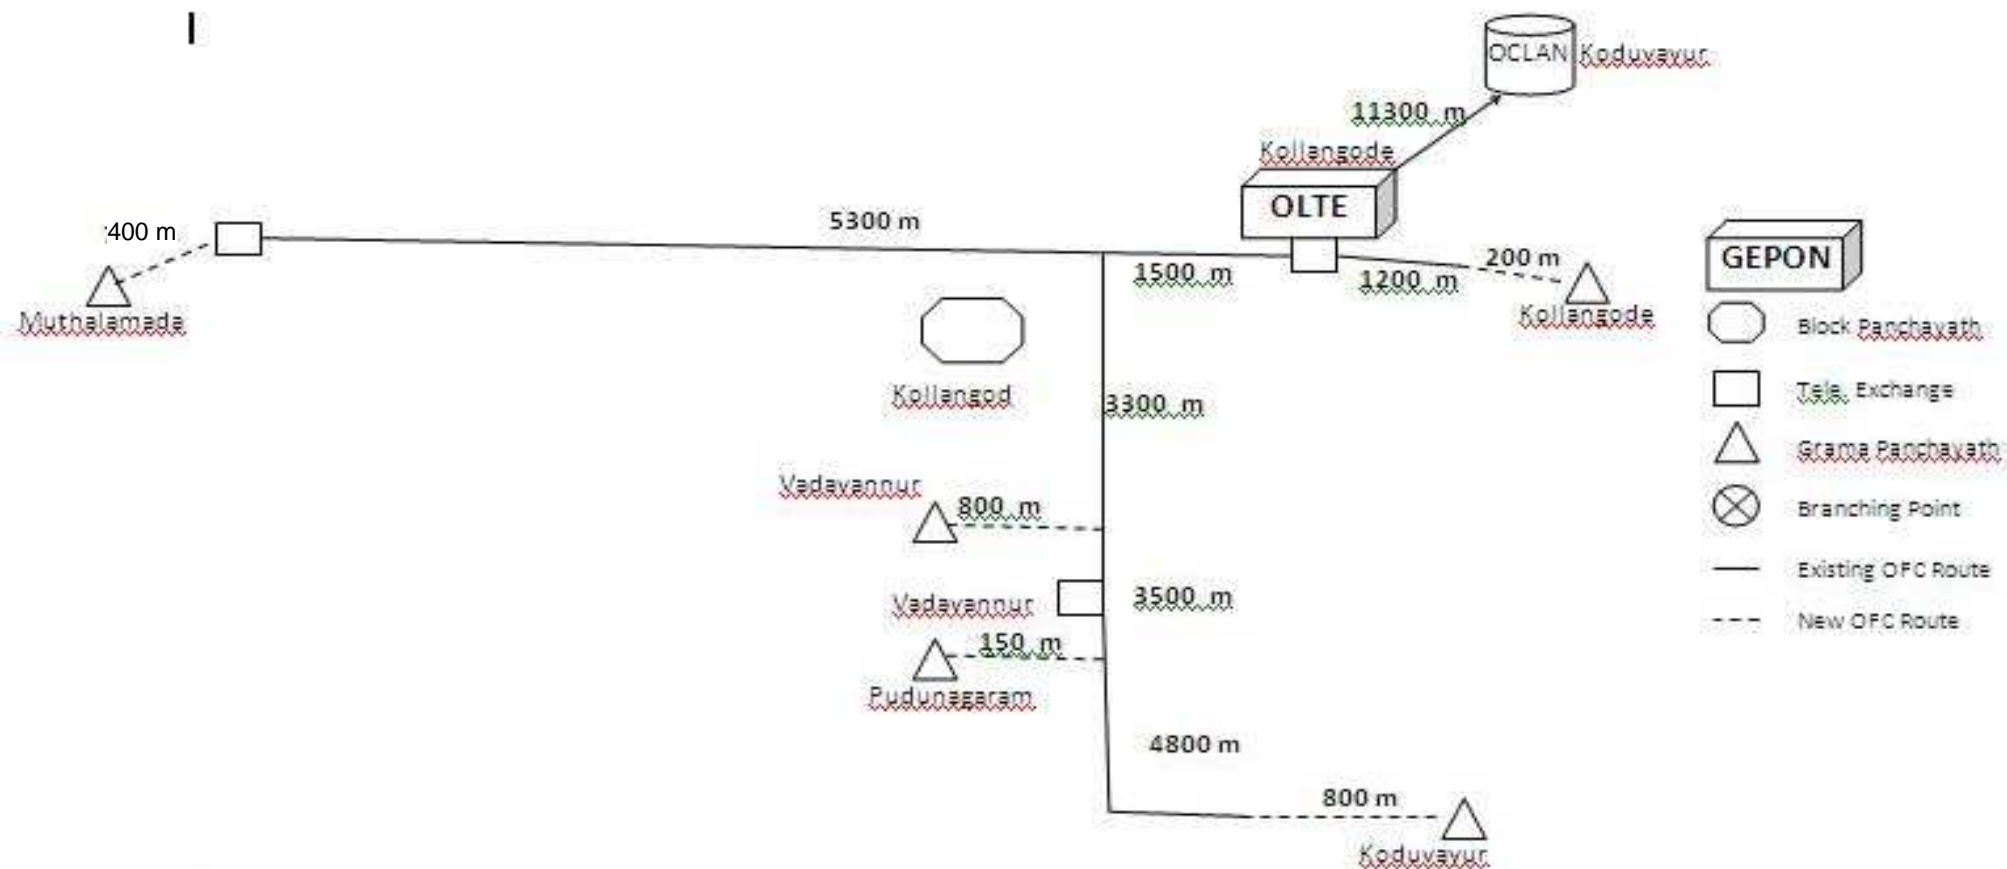 OCLAN
Koduvayur
11300 m
Kollangode
OLTE
400 m
5300 m
1500 m
1200 m
200 m
Muthalamada
Kollangode
Kollangod
3300 m
Vadavannur
800 m
Vadavannur
3500 m
150 m
Pudunagaram
4800 m
800 m
Koduvayur
GEPON
Block Panchayath
Tele. Exchange
Grama Panchayath
Branching Point
Existing OFC Route
New OFC Route